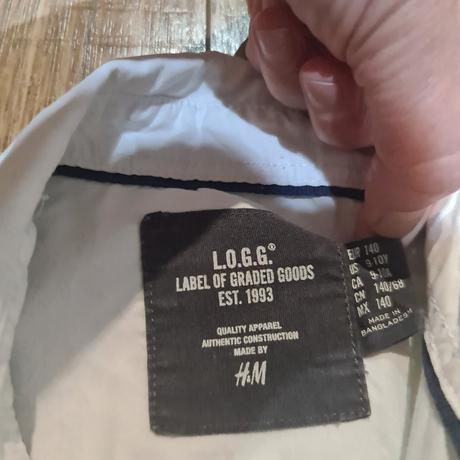 L.O.G.G.®
LABEL OF GRADED GOODS
EST. 1993
QUALITY APPAREL
AUTHENTIC CONSTRUCTION
MADE BY
H&M
EUR 140
US 9-10Y
CA 9-10A
CN 140/68
MX 140
MADE IN
BANGLADESH